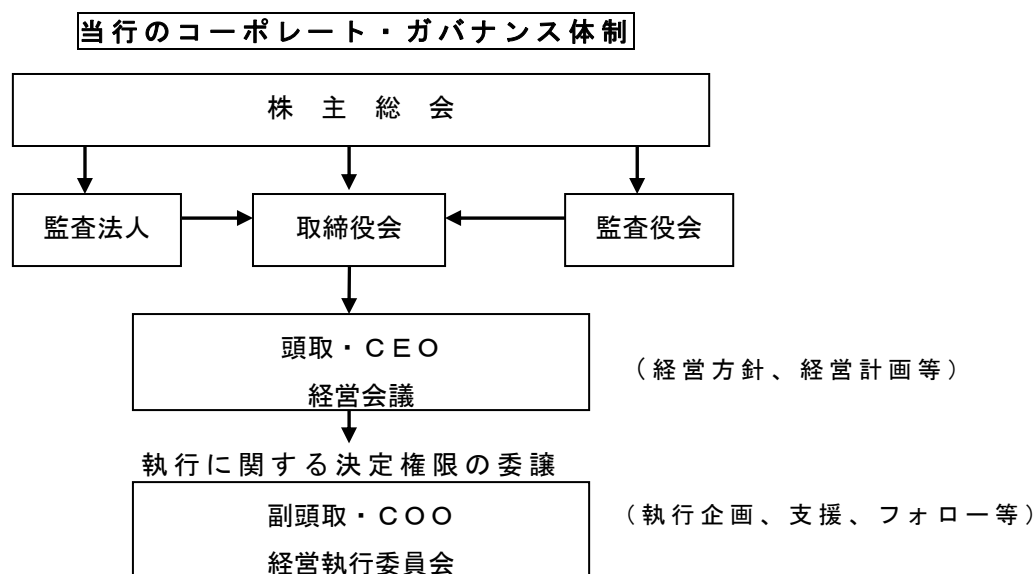 当行のコーポレート・ガバナンス体制
株 主 総 会
監査法人
取締役会
監査役会
頭取・CEO
経営会議
（経営方針、経営計画等）
執行に関する決定権限の委譲
副頭取・COO
経営執行委員会
（執行企画、支援、フォロー等）